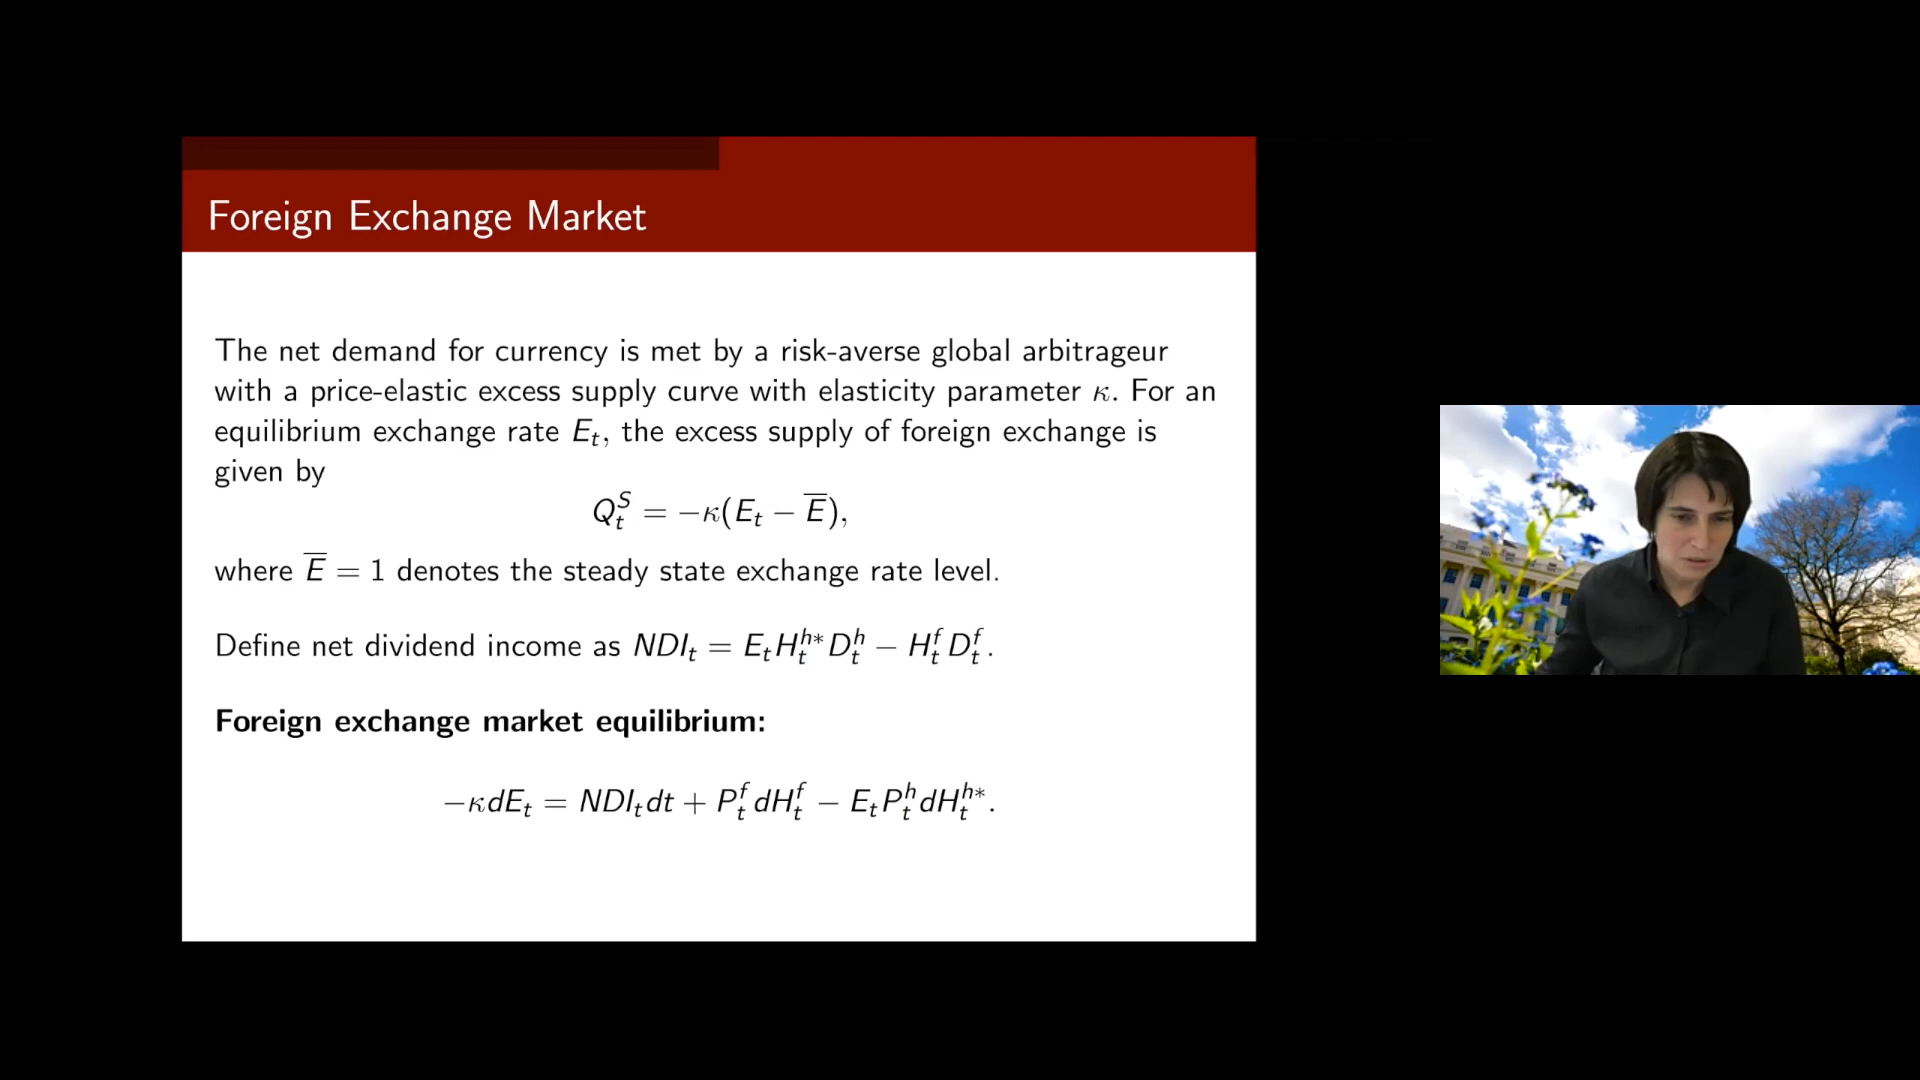 Foreign Exchange Market
The net demand for currency is met by a risk-averse global arbitrageur
with a price-elastic excess supply curve with elasticity parameter κ. For an
equilibrium exchange rate E_t, the excess supply of foreign exchange is
given by
Q_t^S = −κ(E_t − E̅),
where E̅ = 1 denotes the steady state exchange rate level.
Define net dividend income as NDI_t = E_t H_t^{h*} D_t^h − H_t^f D_t^f.
Foreign exchange market equilibrium:
−κdE_t = NDI_t dt + P_t^f dH_t^f − E_t P_t^h dH_t^{h*}.